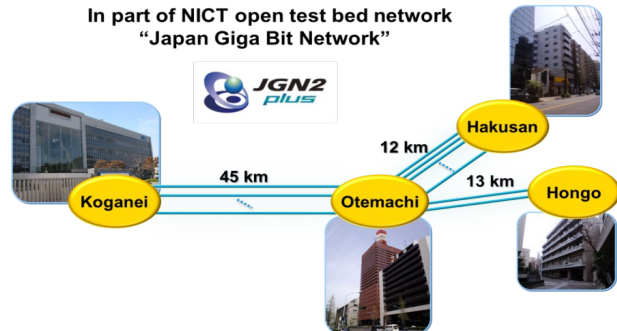 In part of NICT open test bed network
“Japan Giga Bit Network”
JGN2
plus
Hakusan
12 km
45 km
13 km
Koganei
Otemachi
Hongo